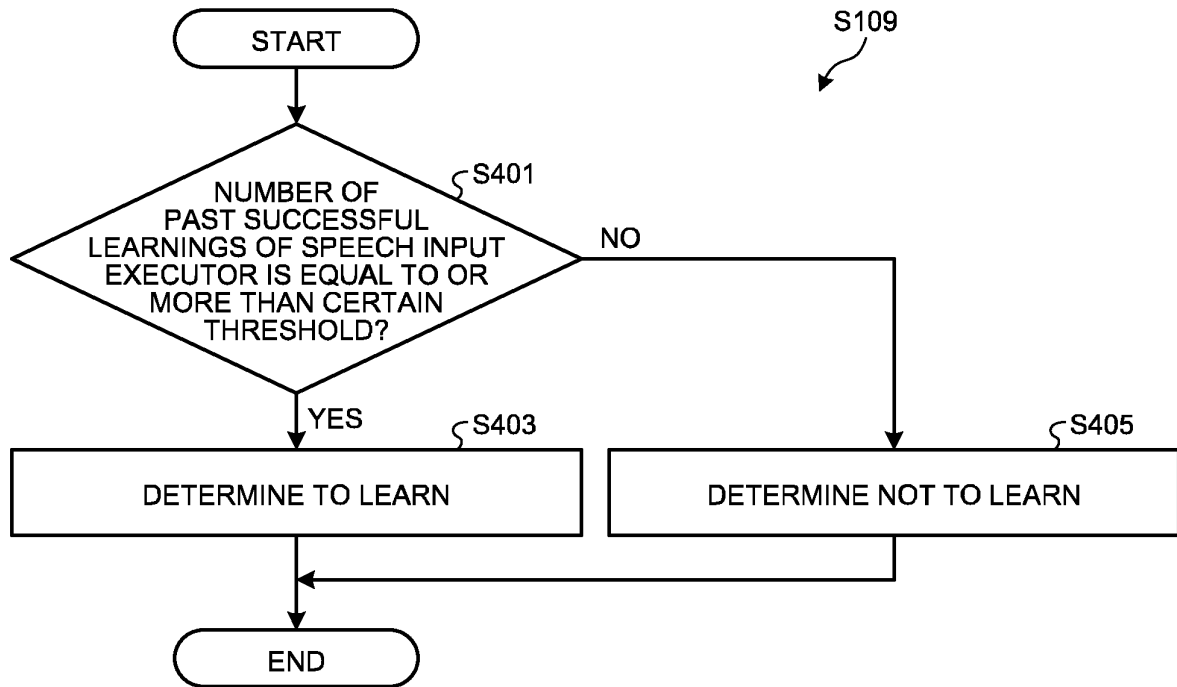 START
S109
S401
NUMBER OF
PAST SUCCESSFUL
LEARNINGS OF SPEECH INPUT
EXECUTOR IS EQUAL TO OR
MORE THAN CERTAIN
THRESHOLD?
NO
YES
S403
DETERMINE TO LEARN
S405
DETERMINE NOT TO LEARN
END